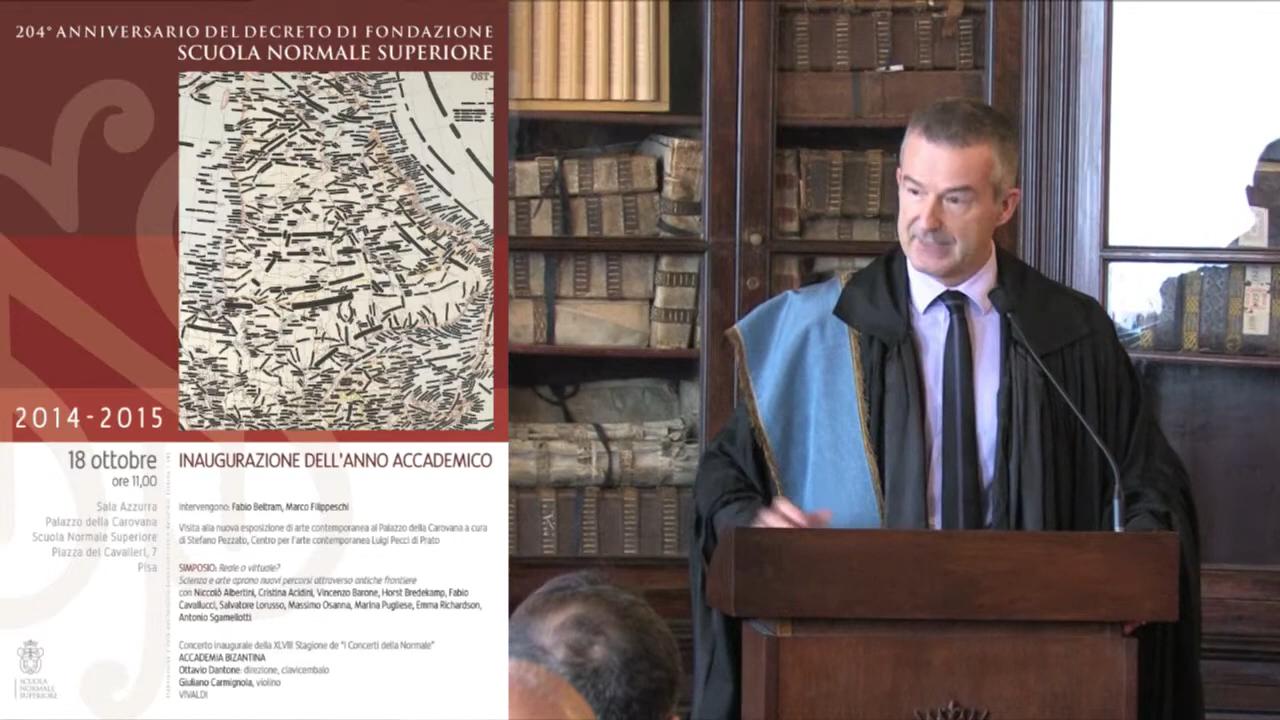 204° ANNIVERSARIO DEL DECRETO DI FONDAZIONE
SCUOLA NORMALE SUPERIORE
OST
2014-2015
18 ottobre
ore 11,00
Sala Azzurra
Palazzo della Carovana
Scuola Normale Superiore
Piazza dei Cavalieri, 7
Pisa
INAUGURAZIONE DELL'ANNO ACCADEMICO
Intervengono: Fabio Beltram, Marco Filippeschi
Visita alla nuova esposizione di arte contemporanea al Palazzo della Carovana a cura
di Stefano Pezzato, Centro per l'arte contemporanea Luigi Pecci di Prato
SIMPOSIO: Reale o virtuale?
Scienza e arte aprono nuovi percorsi attraverso antiche frontiere
con Niccolò Albertini, Cristina Acidini, Vincenzo Barone, Horst Bredekamp, Fabio
Cavallucci, Salvatore Lorusso, Massimo Osanna, Marina Pugliese, Emma Richardson,
Antonio Sgamellotti
Concerto inaugurale della XLVIII Stagione de "I Concerti della Normale"
ACCADEMIA BIZANTINA
Ottavio Dantone: direzione, clavicembalo
Giuliano Carmignola, violino
VIVALDI
SCUOLA
NORMALE
SUPERIORE